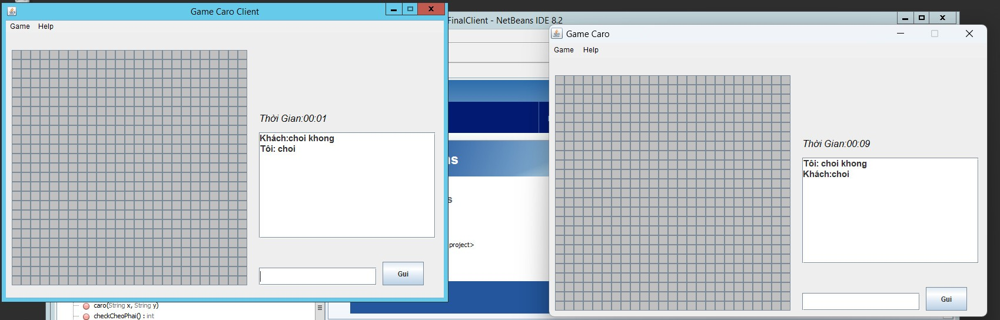 Game Caro Client
Game Help
Thời Gian:00:01
Khách:choi khong
Tôi: choi
Gui
FinalClient - NetBeans IDE 8.2
project>
caro(String x, String y)
checkCheoPhai() : int
Game Caro
Game Help
Thời Gian:00:09
Tôi: choi khong
Khách:choi
Gui